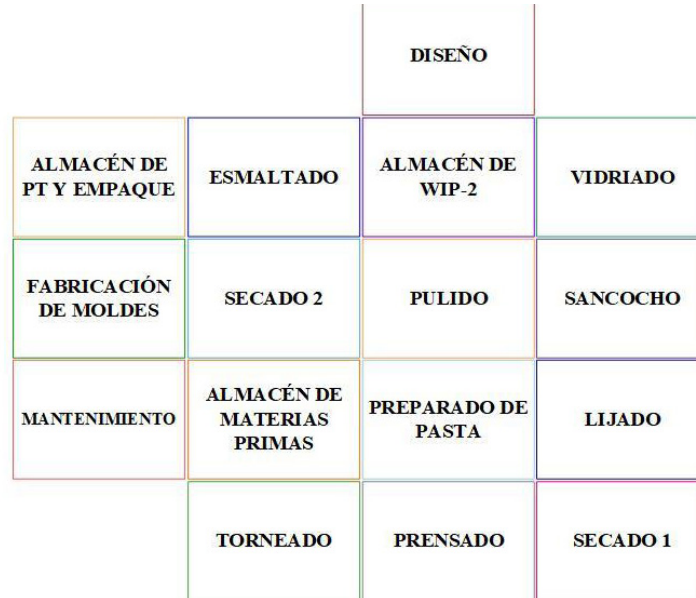 DISEÑO
ALMACÉN DE
PT Y EMPAQUE
ESMALTADO
ALMACÉN DE
WIP-2
VIDRIADO
FABRICACIÓN
DE MOLDES
SECADO 2
PULIDO
SANCOCHO
MANTENIMIENTO
ALMACÉN DE
MATERIAS
PRIMAS
PREPARADO DE
PASTA
LIJADO
TORNEADO
PRENSADO
SECADO 1